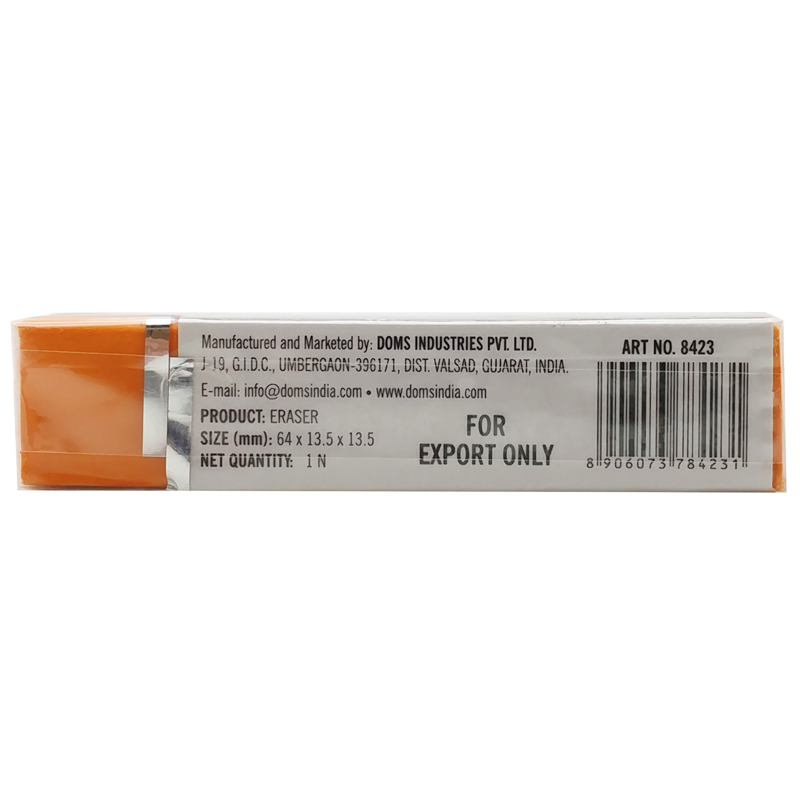 Manufactured and Marketed by: DOMS INDUSTRIES PVT. LTD.
J-19, G.I.D.C., UMBERGAON-396171, DIST. VALSAD, GUJARAT, INDIA.
E-mail: info@domsindia.com • www.domsindia.com
PRODUCT: ERASER
SIZE (mm): 64 x 13.5 x 13.5
NET QUANTITY: 1 N
FOR
EXPORT ONLY
ART NO. 8423
8 906073 784231